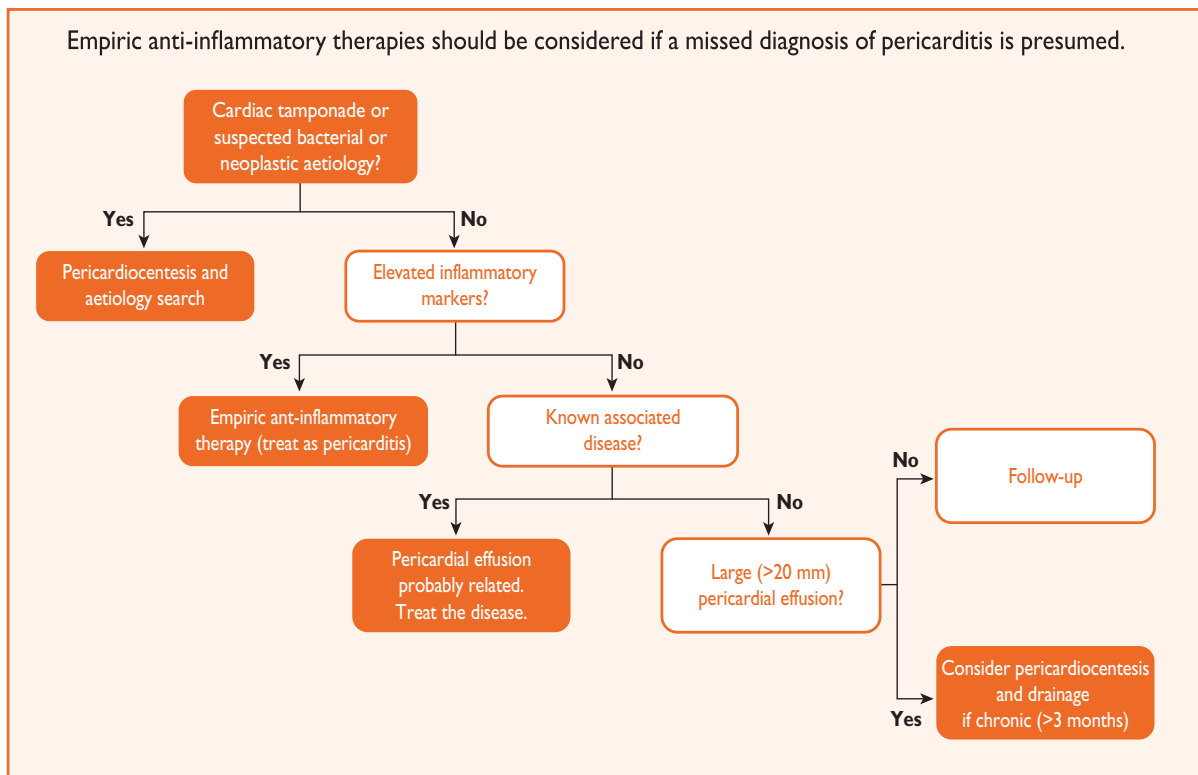 Empiric anti-inflammatory therapies should be considered if a missed diagnosis of pericarditis is presumed.
Cardiac tamponade or
suspected bacterial or
neoplastic aetiology?
Yes
No
Pericardiocentesis and
aetiology search
Elevated inflammatory
markers?
Yes
No
Empiric ant-inflammatory
therapy (treat as pericarditis)
Known associated
disease?
Yes
No
Pericardial effusion
probably related.
Treat the disease.
Large (>20 mm)
pericardial effusion?
No
Follow-up
Yes
Consider pericardiocentesis
and drainage
if chronic (>3 months)